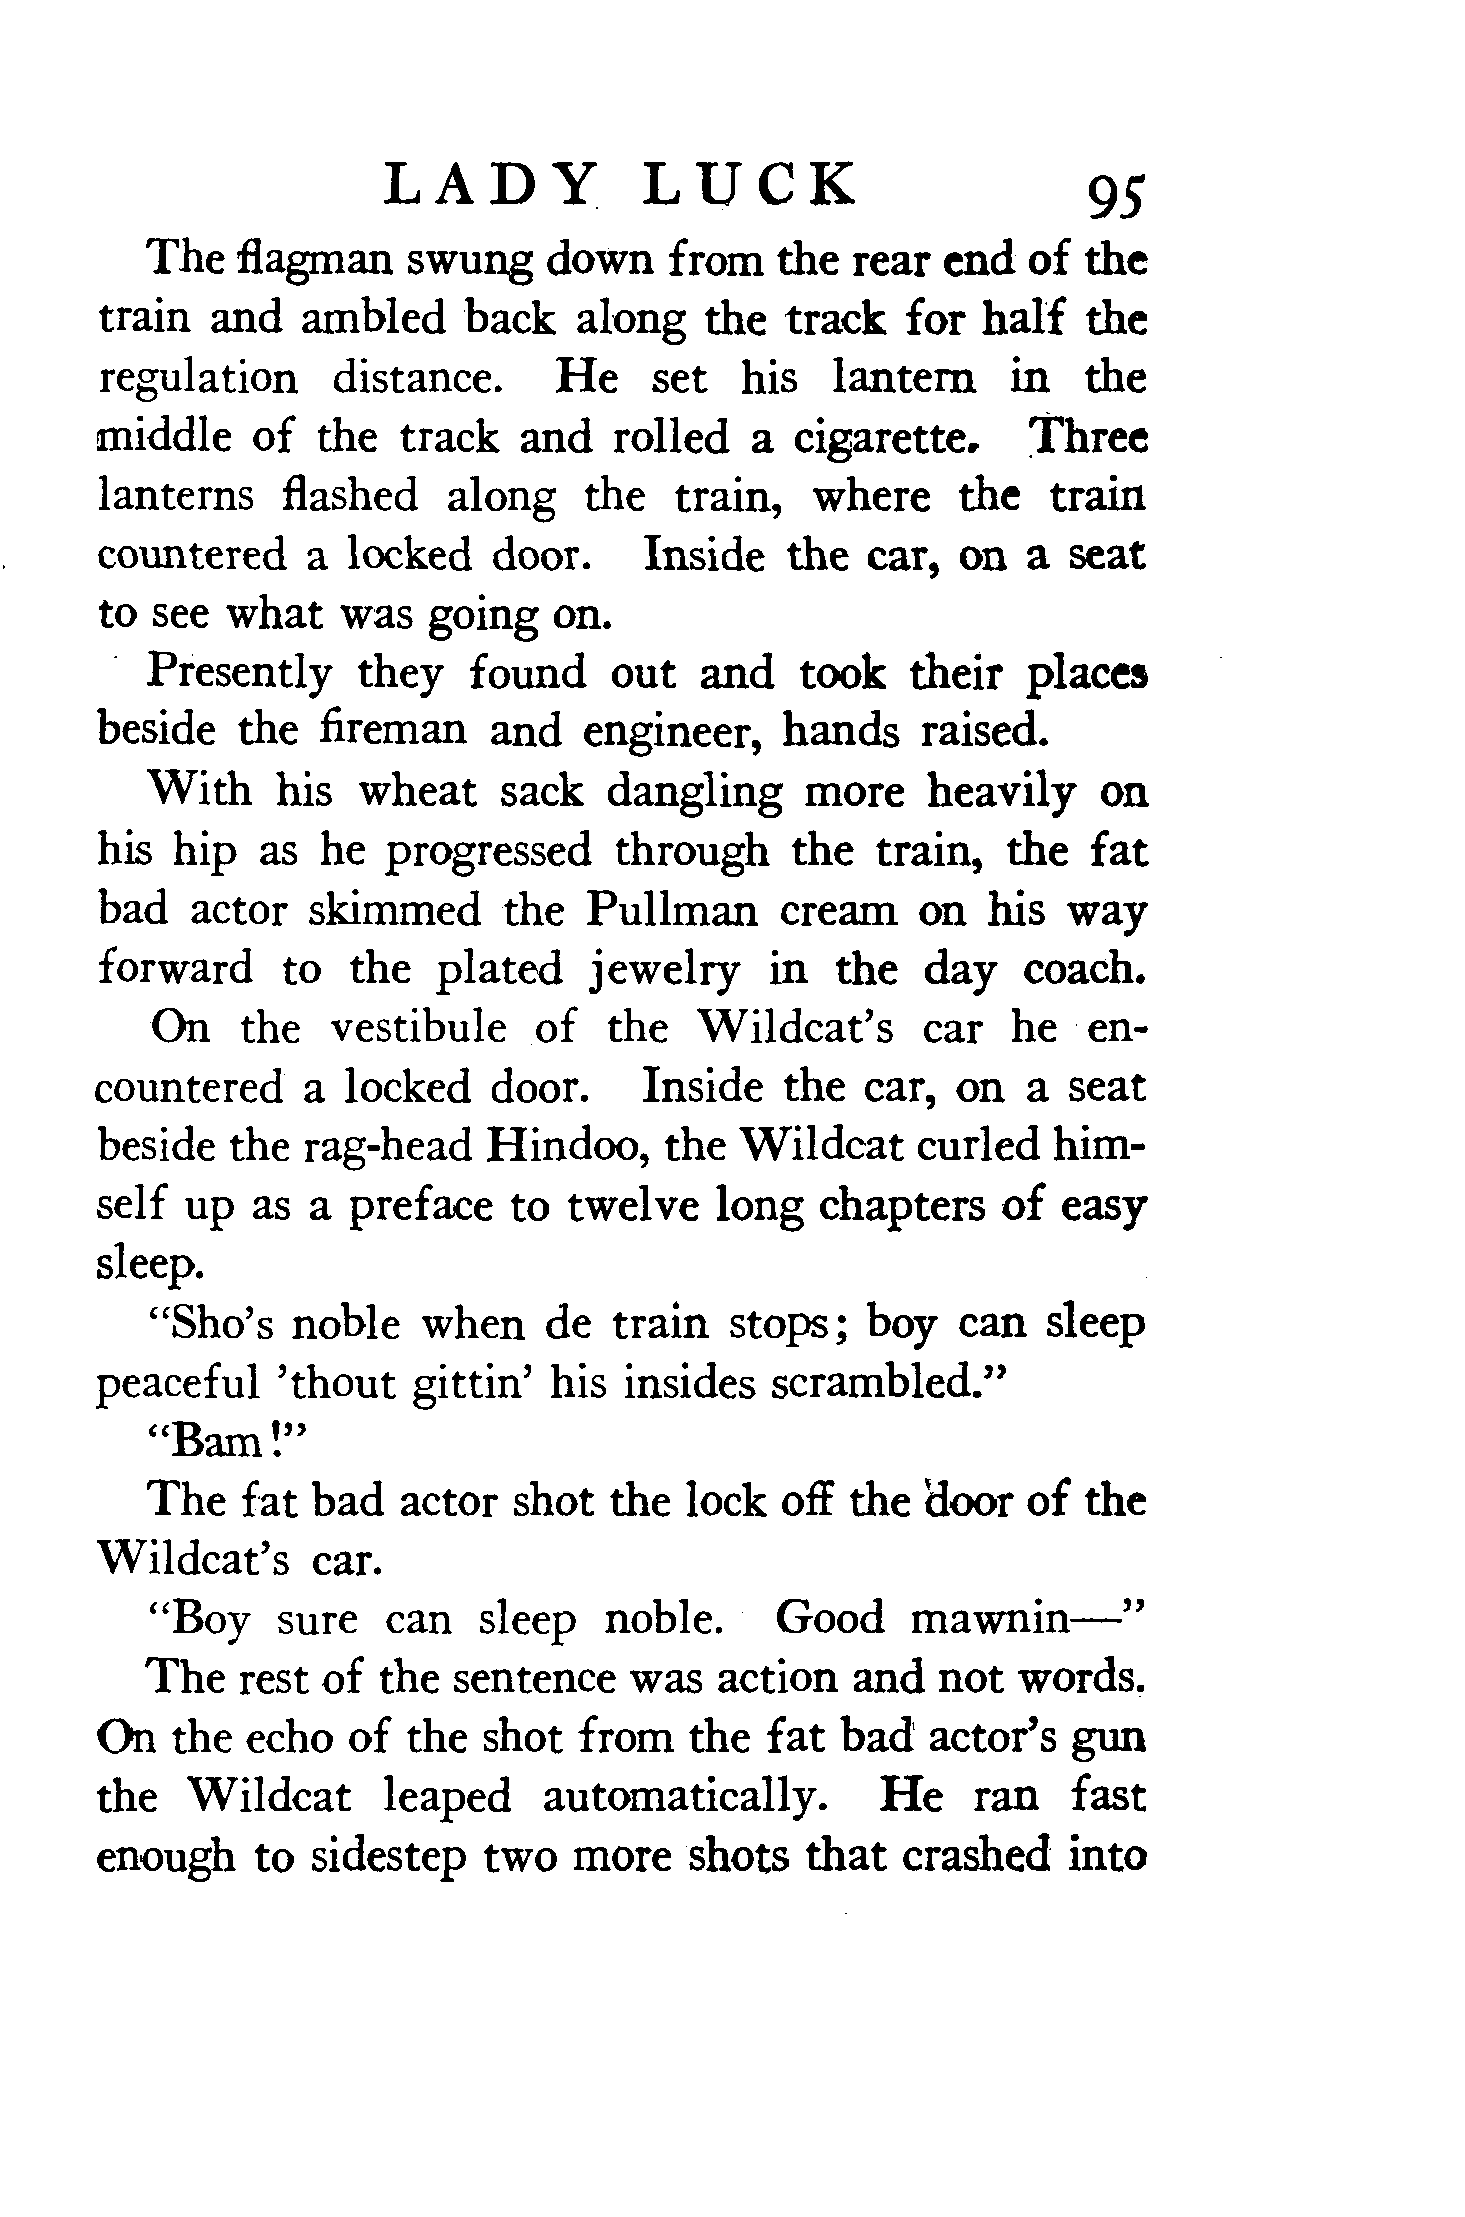 LADY LUCK 95
The flagman swung down from the rear end of the
train and ambled back along the track for half the
regulation distance. He set his lantern in the
middle of the track and rolled a cigarette. Three
lanterns flashed along the train, where the train
countered a locked door. Inside the car, on a seat
to see what was going on.
Presently they found out and took their places
beside the fireman and engineer, hands raised.
With his wheat sack dangling more heavily on
his hip as he progressed through the train, the fat
bad actor skimmed the Pullman cream on his way
forward to the plated jewelry in the day coach.
On the vestibule of the Wildcat's car he en-
countered a locked door. Inside the car, on a seat
beside the rag-head Hindoo, the Wildcat curled him-
self up as a preface to twelve long chapters of easy
sleep.
"Sho's noble when de train stops; boy can sleep
peaceful 'thout gittin' his insides scrambled."
"Bam!"
The fat bad actor shot the lock off the door of the
Wildcat's car.
"Boy sure can sleep noble. Good mawnin—"
The rest of the sentence was action and not words.
On the echo of the shot from the fat bad actor's gun
the Wildcat leaped automatically. He ran fast
enough to sidestep two more shots that crashed into